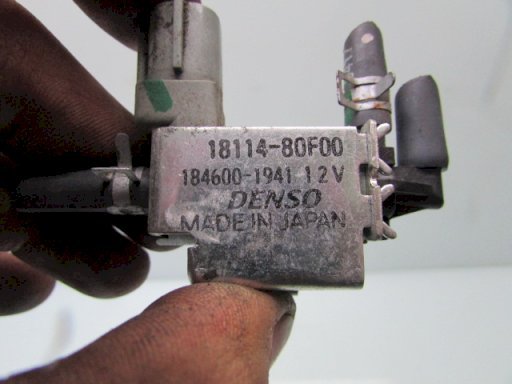 18114-80F00
184600-1941 12V
DENSO
MADE IN JAPAN